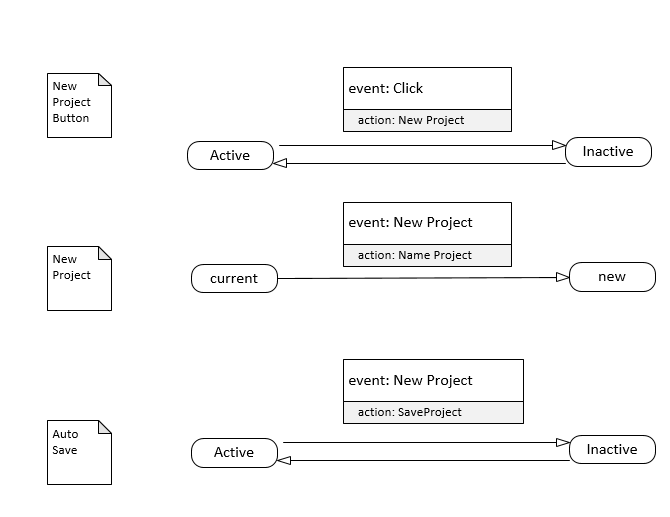 New
Project
Button
event: Click
action: New Project
Active
Inactive
New
Project
event: New Project
action: Name Project
current
new
Auto
Save
event: New Project
action: SaveProject
Active
Inactive